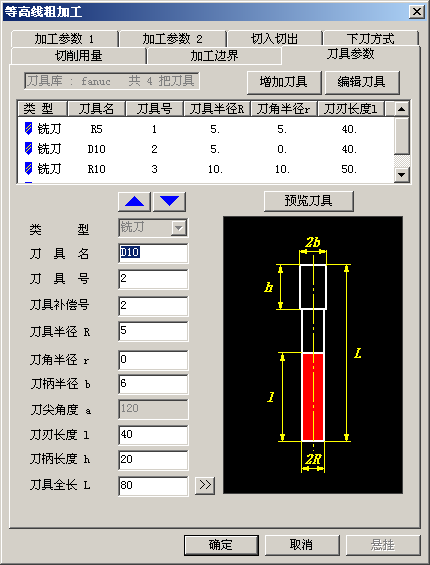 等高线粗加工
加工参数 1 加工参数 2 切入切出 下刀方式
切削用量 加工边界 刀具参数
刀具库 : fanuc 共 4 把刀具 增加刀具 编辑刀具
类 型 刀具名 刀具号 刀具半径R 刀角半径r 刀刃长度l
铣刀 R5 1 5. 5. 40.
铣刀 D10 2 5. 0. 40.
铣刀 R10 3 10. 10. 50.
预览刀具
类 型 铣刀
刀 具 名 D10
刀 具 号 2
刀具补偿号 2
刀具半径 R 5
刀角半径 r 0
刀柄半径 b 6
刀尖角度 a 120
刀刃长度 l 40
刀柄长度 h 20
刀具全长 L 80 >>
2b
h
L
l
2R
确定 取消 悬挂